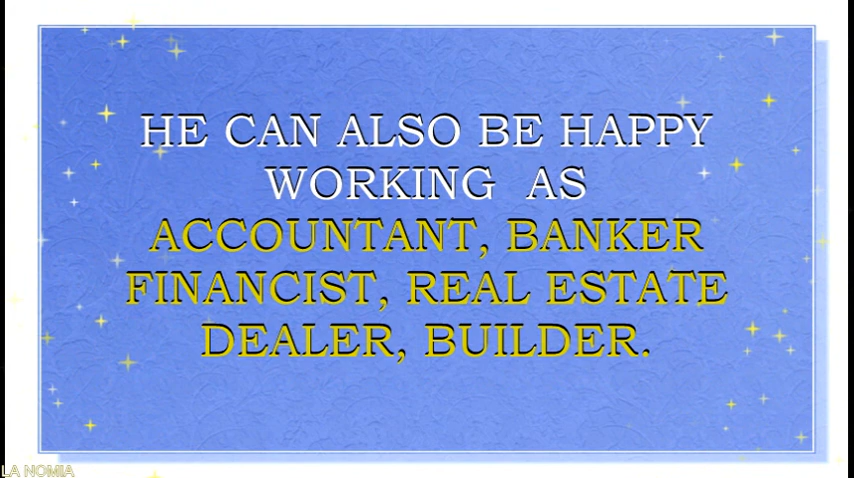 HE CAN ALSO BE HAPPY
WORKING AS
ACCOUNTANT, BANKER
FINANCIST, REAL ESTATE
DEALER, BUILDER.
LA NOMIA